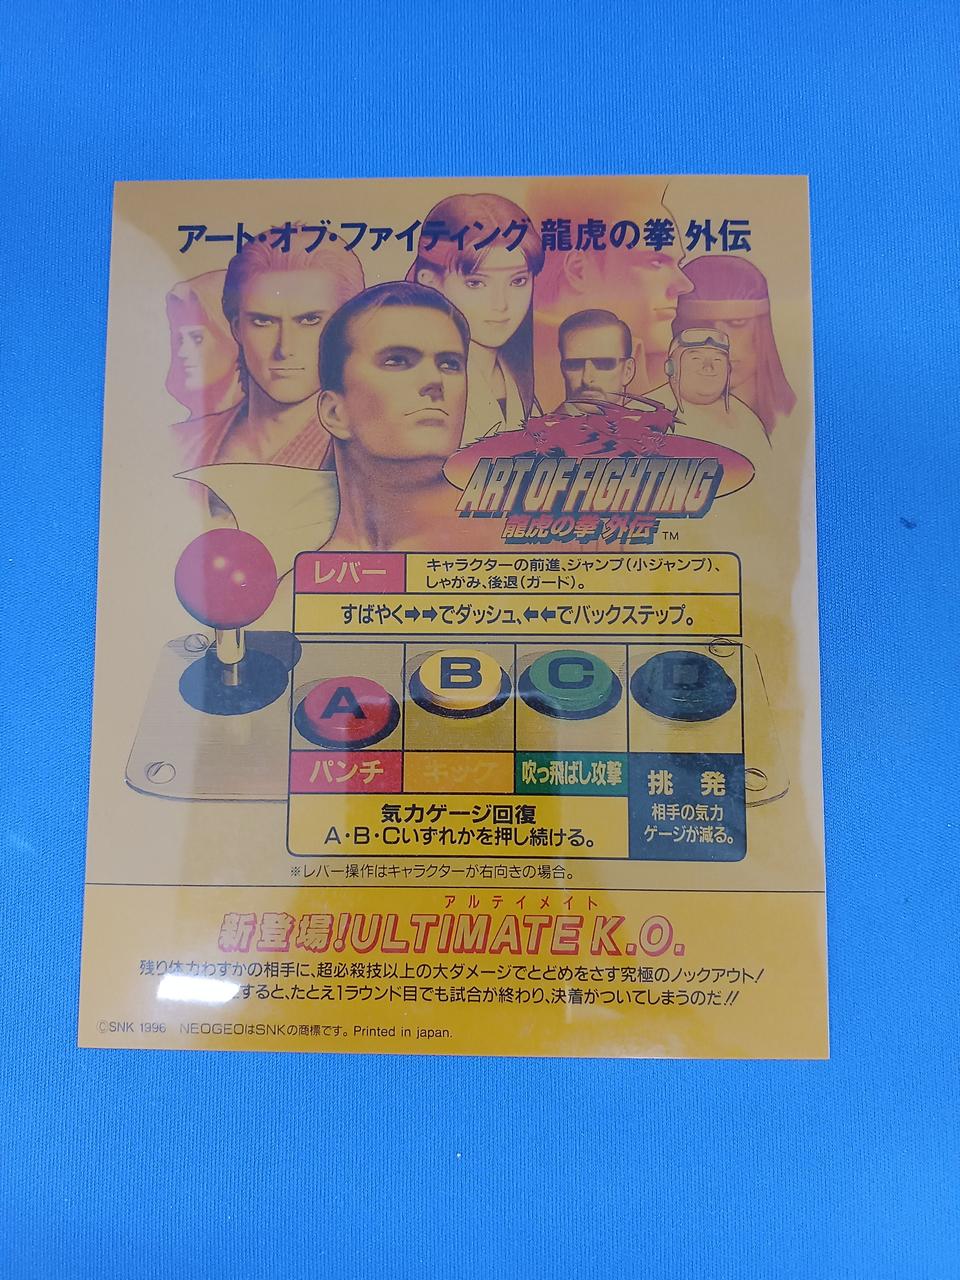 アート・オブ・ファイティング 龍虎の拳 外伝
ART OF FIGHTING
龍虎の拳 外伝 TM
レバー
キャラクターの前進、ジャンプ(小ジャンプ)、
しゃがみ、後退(ガード)。
すばやく➡➡でダッシュ、⬅⬅でバックステップ。
A
B
C
D
パンチ
キック
吹っ飛ばし攻撃
挑 発
相手の気力
ゲージが減る。
気力ゲージ回復
A・B・Cいずれかを押し続ける。
※レバー操作はキャラクターが右向きの場合。
アルティメイト
新登場!ULTIMATE K.O.
残り体力わずかの相手に、超必殺技以上の大ダメージでとどめをさす究極のノックアウト!
すると、たとえ1ラウンド目でも試合が終わり、決着がついてしまうのだ!!
©SNK 1996 NEOGEOはSNKの商標です。 Printed in japan.